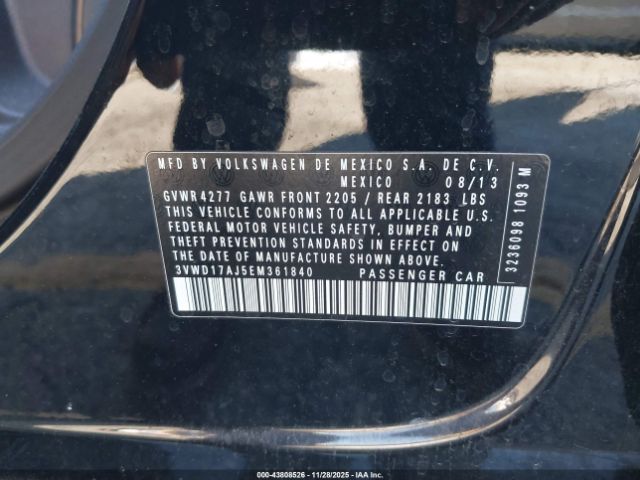 MFD BY VOLKSWAGEN DE MEXICO S.A. DE C.V.
MEXICO 08/13
GVWR 4277 GAWR FRONT 2205 / REAR 2183 LBS
THIS VEHICLE CONFORMS TO ALL APPLICABLE U.S.
FEDERAL MOTOR VEHICLE SAFETY, BUMPER AND
THEFT PREVENTION STANDARDS IN EFFECT
ON THE DATE OF MANUFACTURE SHOWN ABOVE.
3VWD17AJ5EM361840 PASSENGER CAR
3236098 1093 M
000-43808526 | 11/28/2025 | IAA, Inc.